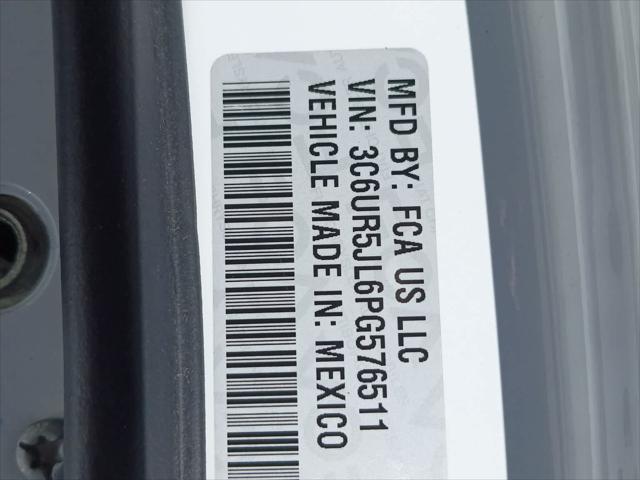 MFD BY: FCA US LLC
VIN: 3C6UR5JL6PG576511
VEHICLE MADE IN: MEXICO